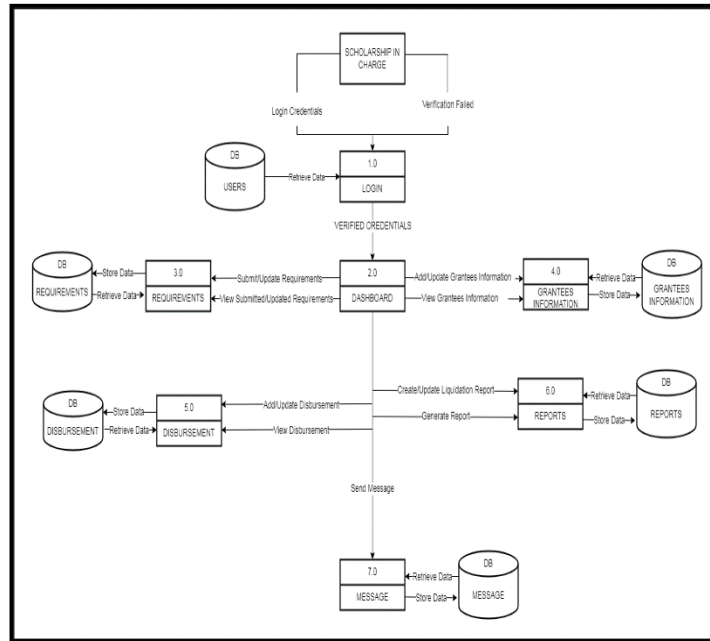 SCHOLARSHIP IN
CHARGE
Login Credentials
Verification Failed
DB
USERS
Retrieve Data
1.0
LOGIN
VERIFIED CREDENTIALS
DB
REQUIREMENTS
Store Data
Retrieve Data
3.0
REQUIREMENTS
Submit/Update Requirements
View Submitted/Updated Requirements
2.0
DASHBOARD
Add/Update Grantees Information
View Grantees Information
4.0
GRANTEES
INFORMATION
Retrieve Data
Store Data
DB
GRANTEES
INFORMATION
DB
DISBURSEMENT
Store Data
Retrieve Data
5.0
DISBURSEMENT
Add/Update Disbursement
View Disbursement
Create/Update Liquidation Report
Generate Report
6.0
REPORTS
Retrieve Data
Store Data
DB
REPORTS
Send Message
7.0
MESSAGE
Retrieve Data
Store Data
DB
MESSAGE